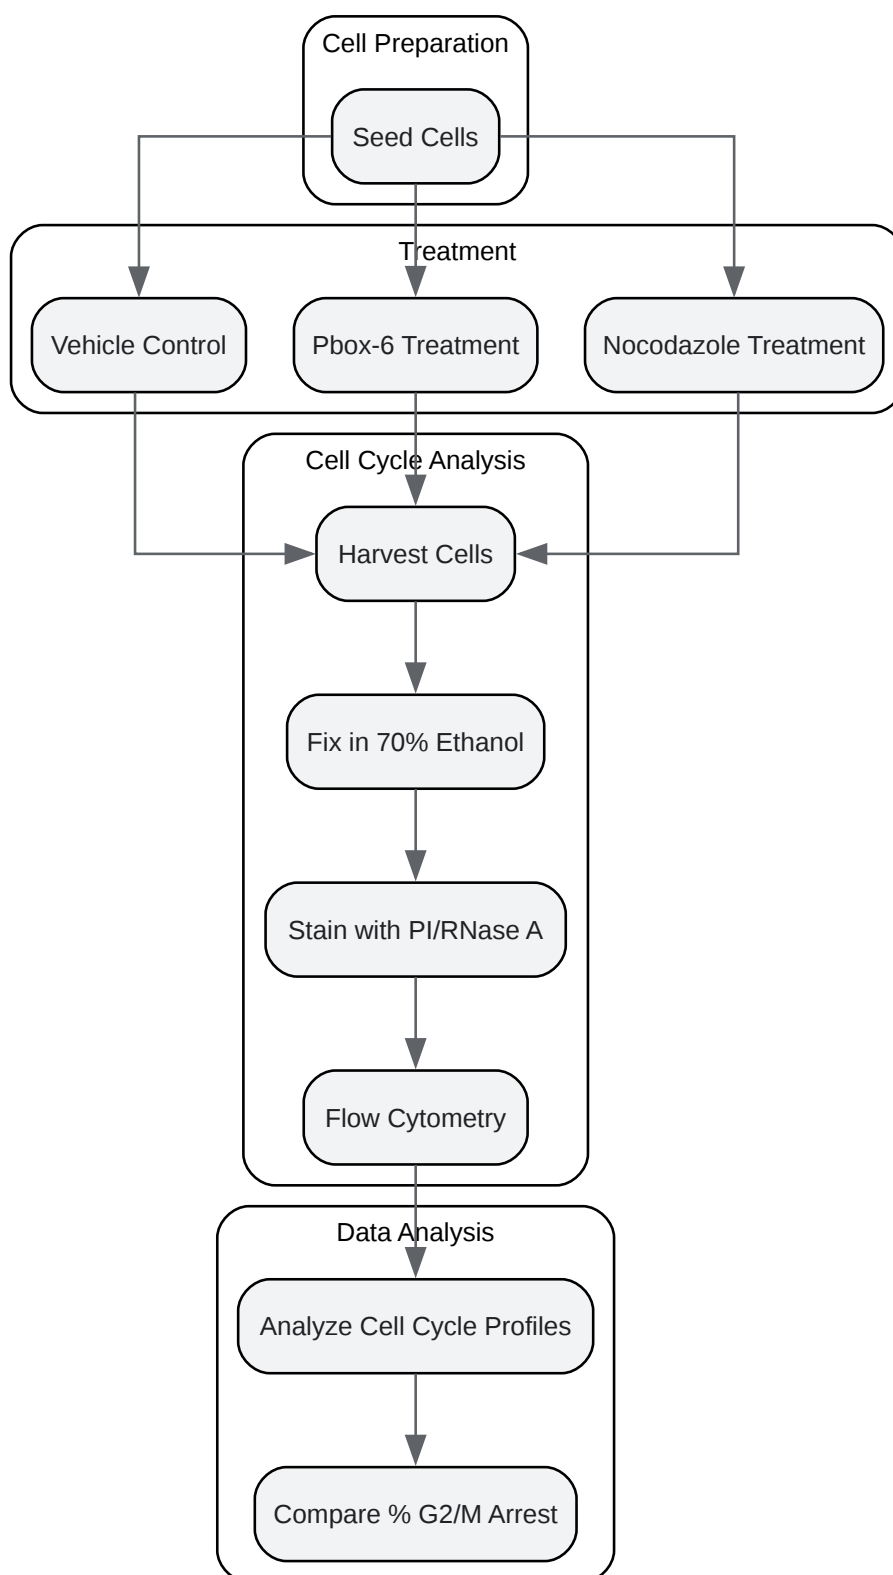 Cell Preparation
Seed Cells
Treatment
Vehicle Control
Pbox-6 Treatment
Nocodazole Treatment
Cell Cycle Analysis
Harvest Cells
Fix in 70% Ethanol
Stain with PI/RNase A
Flow Cytometry
Data Analysis
Analyze Cell Cycle Profiles
Compare % G2/M Arrest